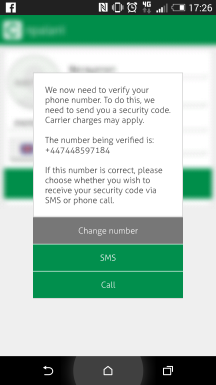 17:26
We now need to verify your
phone number. To do this, we
need to send you a security code.
Carrier charges may apply.
The number being verified is:
+447448597184
If this number is correct, please
choose whether you wish to
receive your security code via
SMS or phone call.
Change number
SMS
Call